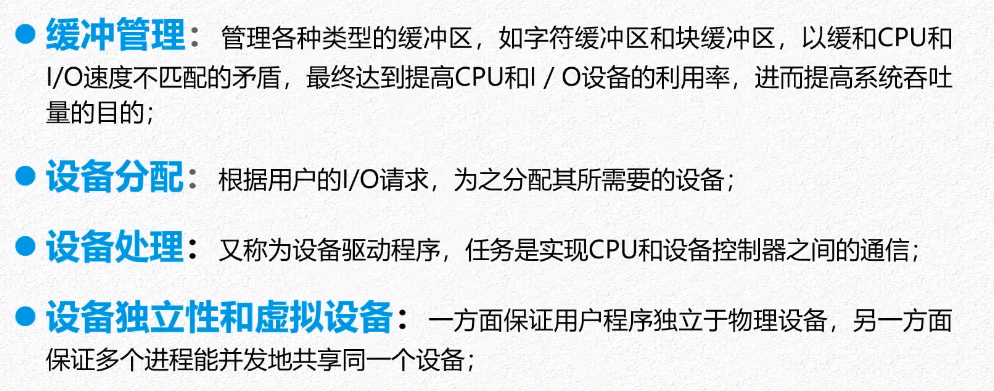 缓冲管理：管理各种类型的缓冲区，如字符缓冲区和块缓冲区，以缓和CPU和
I/O速度不匹配的矛盾，最终达到提高CPU和I / O设备的利用率，进而提高系统吞吐
量的目的；
设备分配：根据用户的I/O请求，为之分配其所需要的设备；
设备处理：又称为设备驱动程序，任务是实现CPU和设备控制器之间的通信；
设备独立性和虚拟设备：一方面保证用户程序独立于物理设备，另一方面
保证多个进程能并发地共享同一个设备；